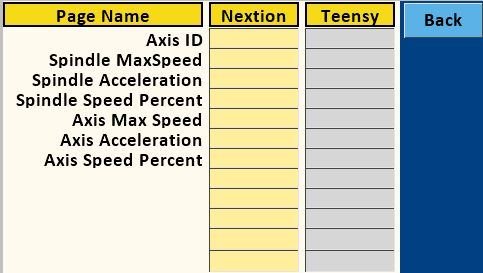 Page Name Nextion Teensy Back
Axis ID
Spindle MaxSpeed
Spindle Acceleration
Spindle Speed Percent
Axis Max Speed
Axis Acceleration
Axis Speed Percent